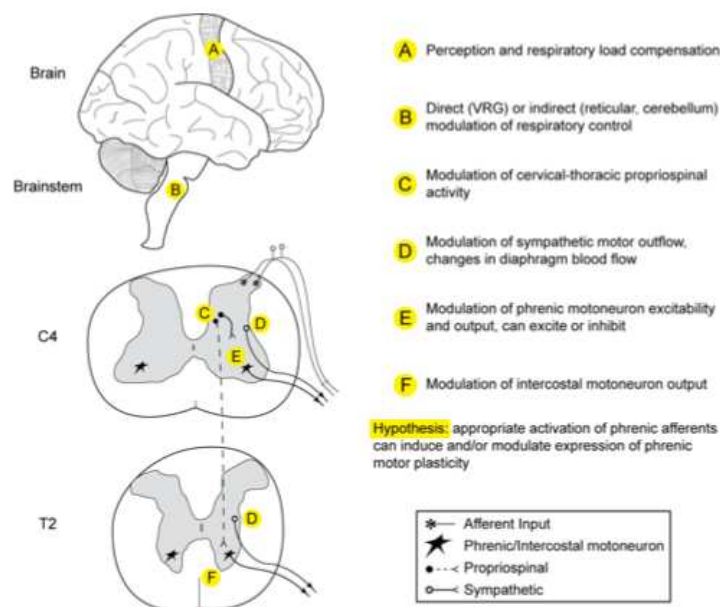 Brain
A
Brainstem
B
C4
C
D
E
T2
D
F
A Perception and respiratory load compensation
B Direct (VRG) or indirect (reticular, cerebellum)
modulation of respiratory control
C Modulation of cervical-thoracic propriospinal
activity
D Modulation of sympathetic motor outflow,
changes in diaphragm blood flow
E Modulation of phrenic motoneuron excitability
and output, can excite or inhibit
F Modulation of intercostal motoneuron output
Hypothesis: appropriate activation of phrenic afferents
can induce and/or modulate expression of phrenic
motor plasticity
Afferent Input
Phrenic/Intercostal motoneuron
Propriospinal
Sympathetic